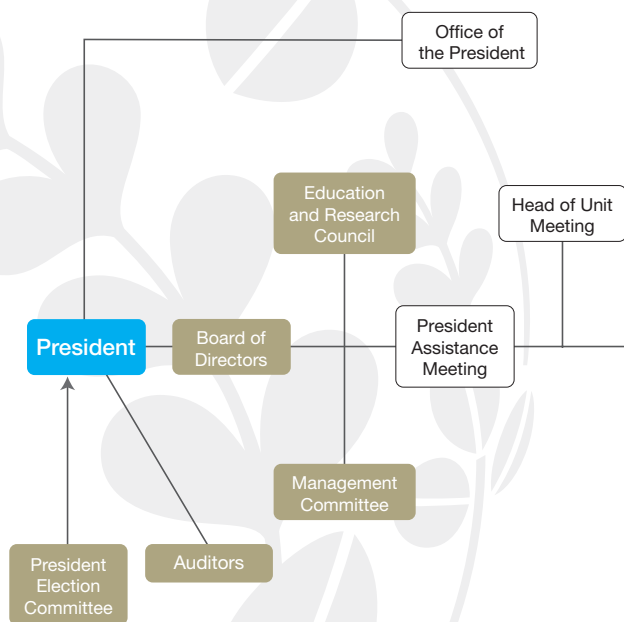 Office of
the President
Education
and Research
Council
Head of Unit
Meeting
President
Board of
Directors
President
Assistance
Meeting
Management
Committee
President
Election
Committee
Auditors